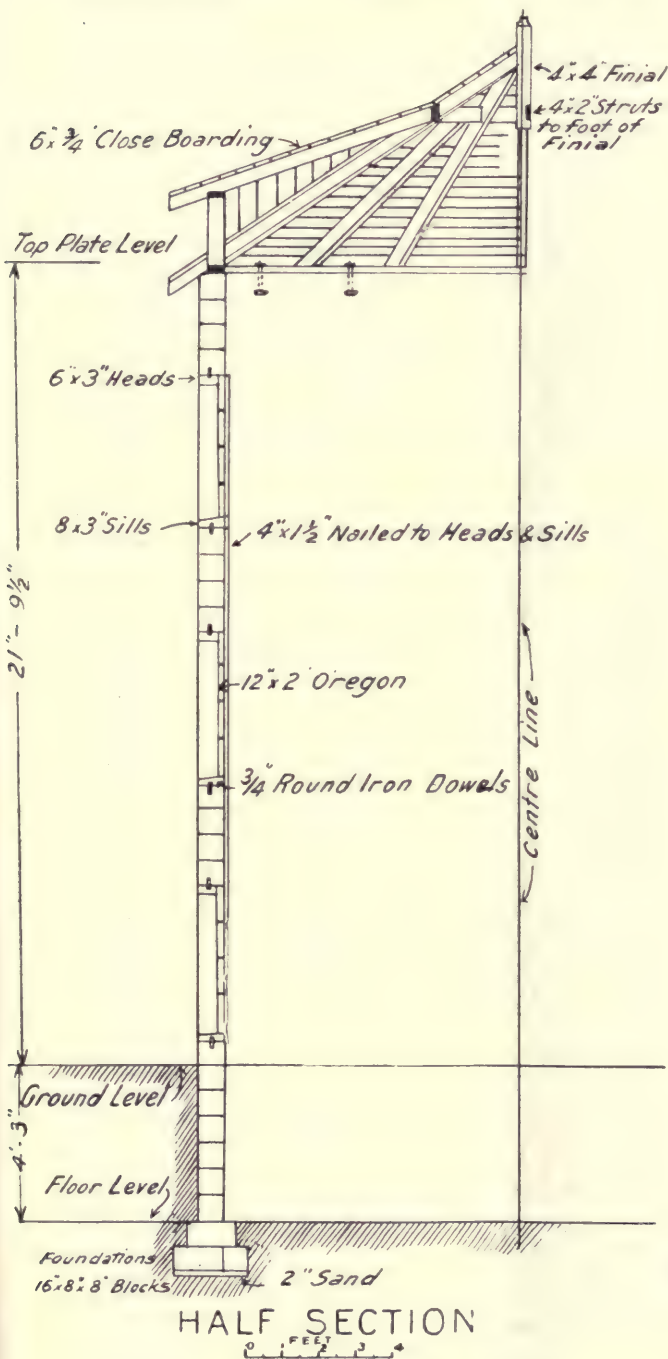 4"x4" Finial
4"x2" Struts
to Foot of
Finial
6"x 3/4" Close Boarding
Top Plate Level
6"x3" Heads
8"x3" Sills
4"x1 1/2" Nailed to Heads & Sills
21"- 9 1/2"
12"x2" Oregon
3/4" Round Iron Dowels
Centre Line
Ground Level
4'-3"
Floor Level
Foundations
16"x8"x8" Blocks
2" Sand
HALF SECTION
FEET
0 1 2 3 4